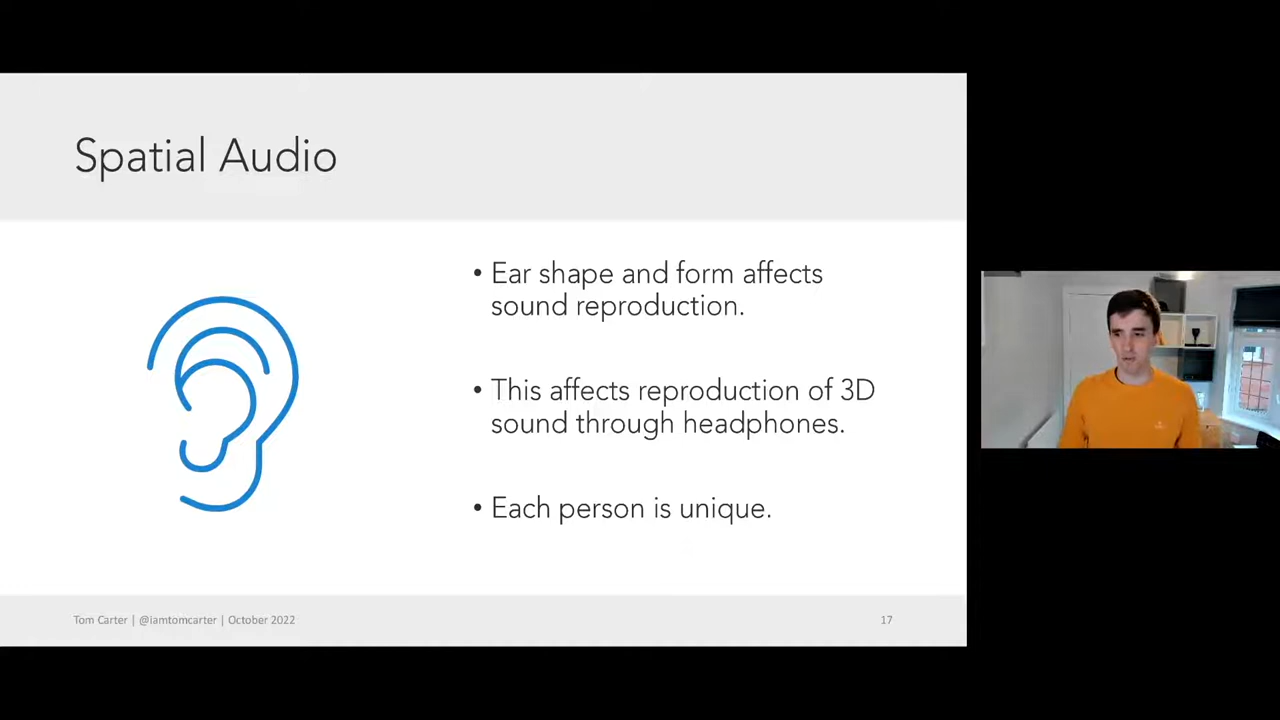 Spatial Audio
• Ear shape and form affects
sound reproduction.
• This affects reproduction of 3D
sound through headphones.
• Each person is unique.
Tom Carter | @iamtomcarter | October 2022
17